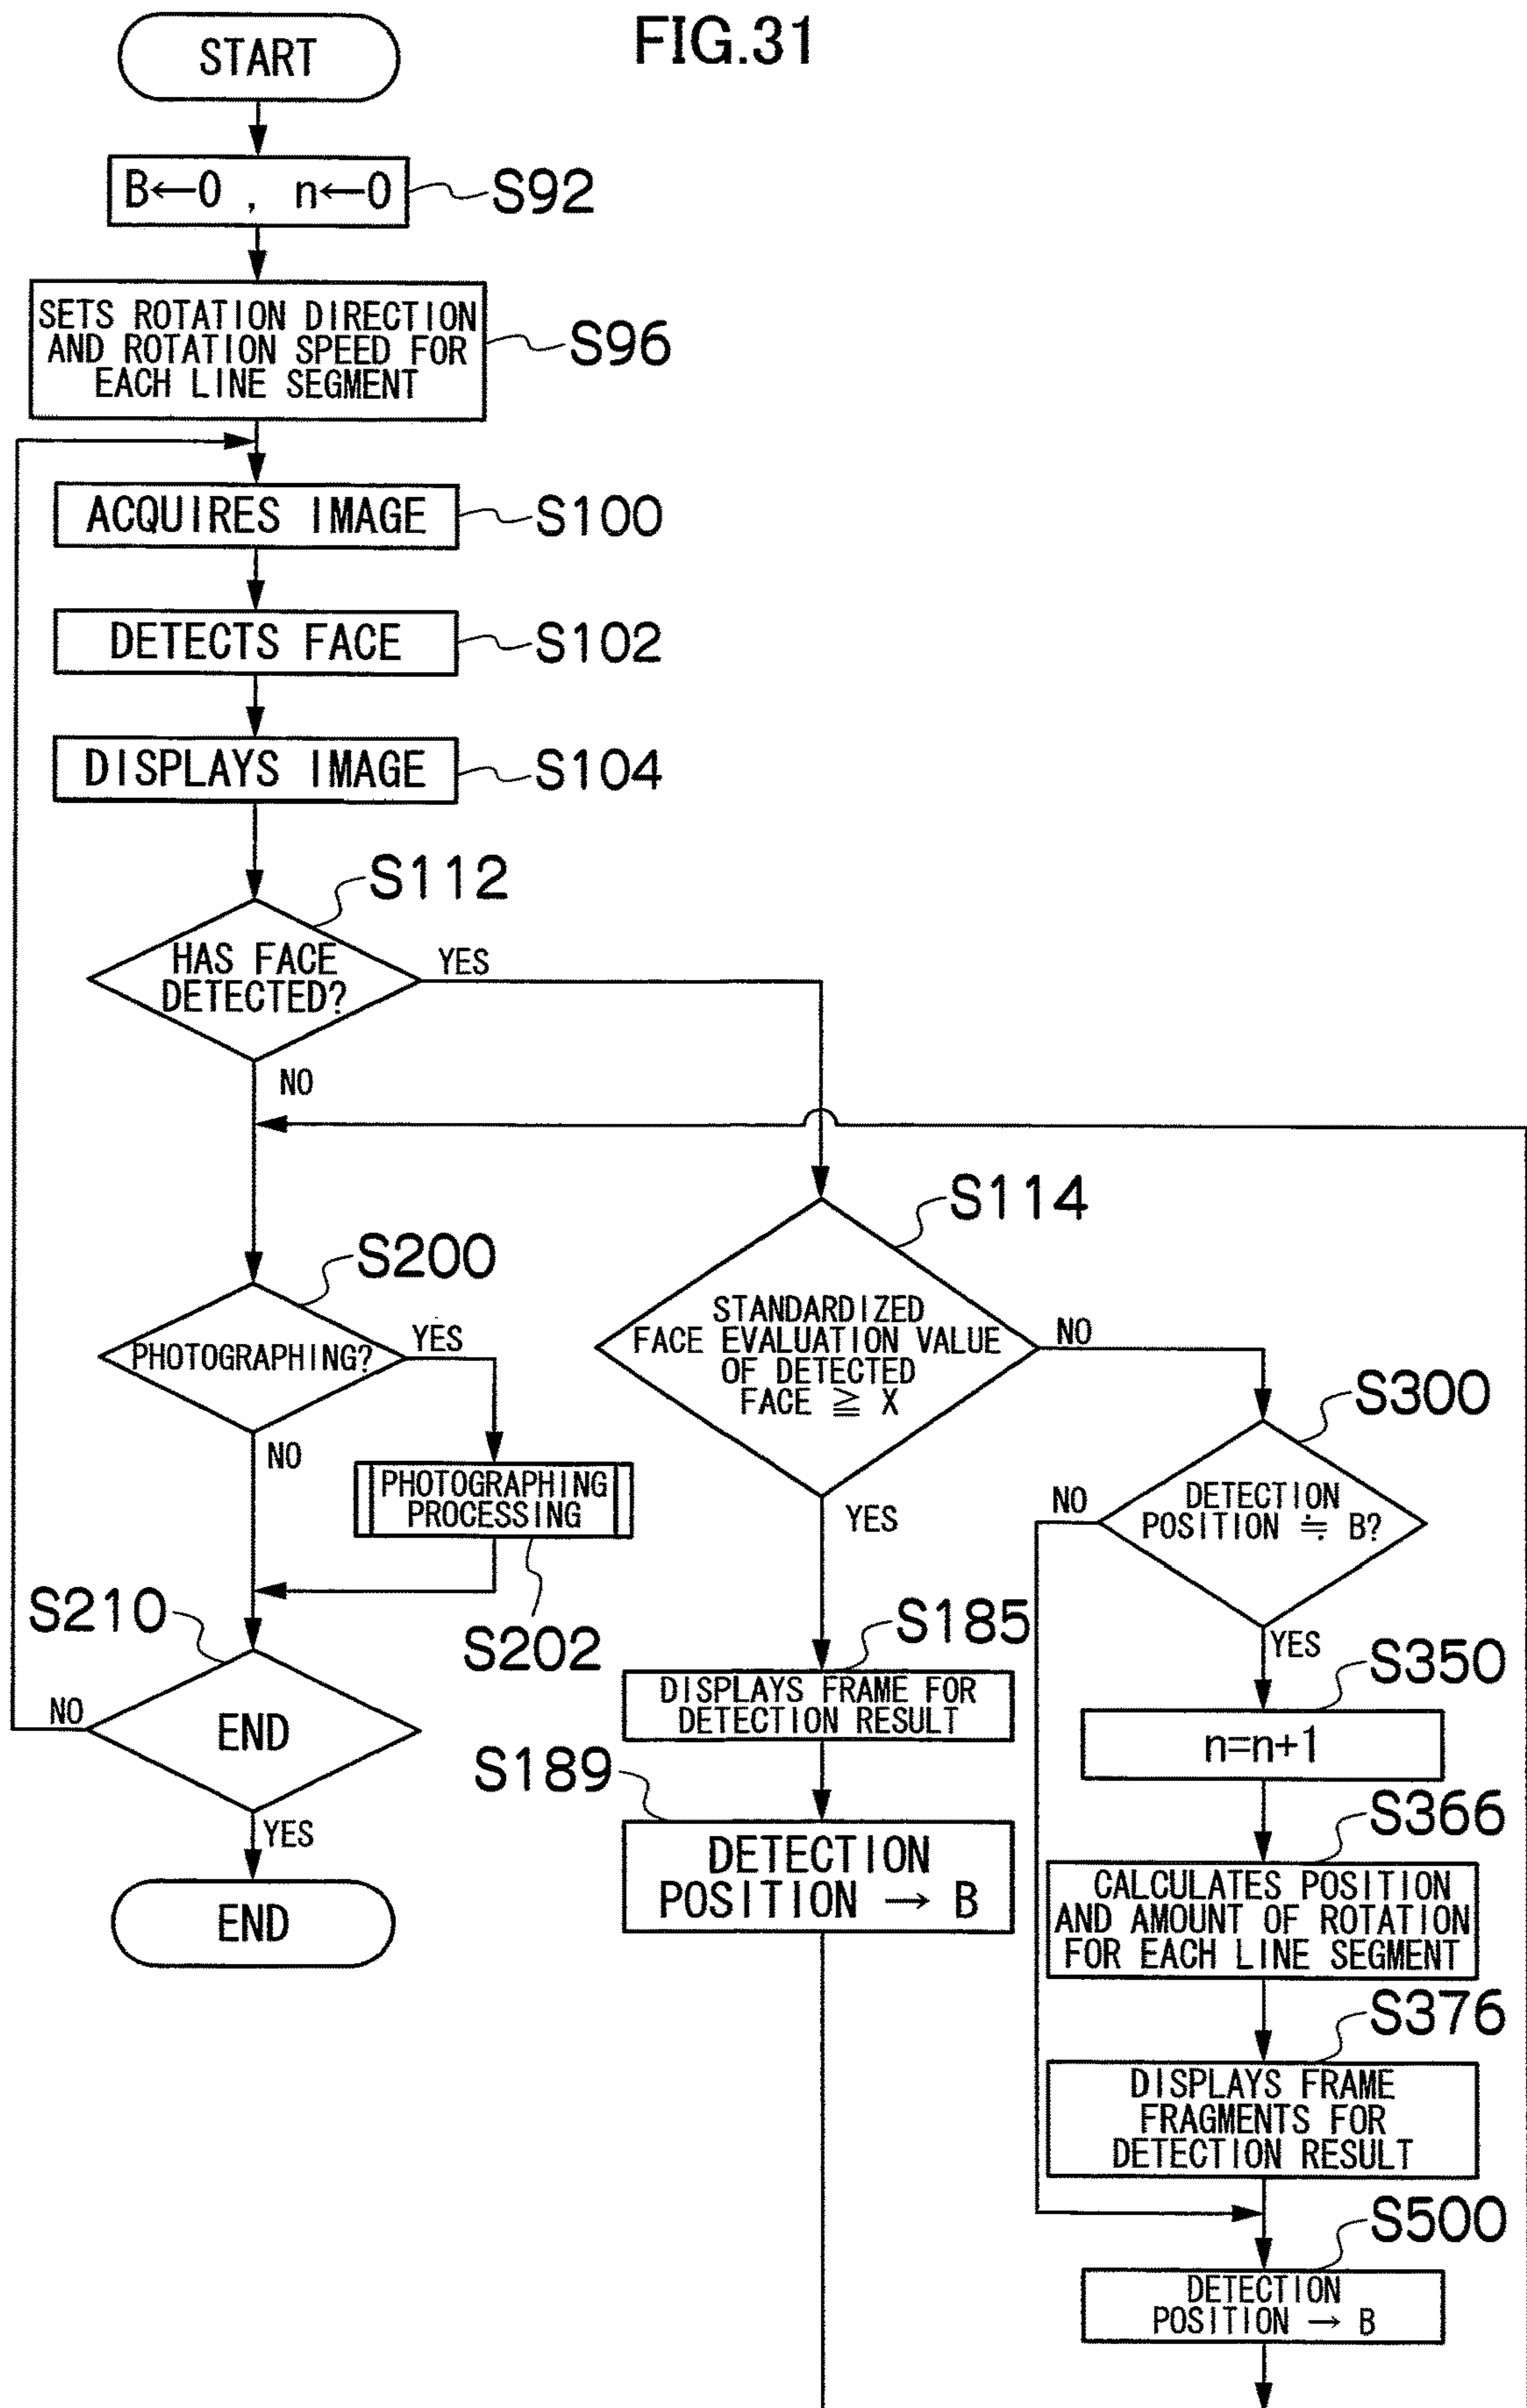 FIG.31
START
B←0 , n←0
S92
SETS ROTATION DIRECTION
AND ROTATION SPEED FOR
EACH LINE SEGMENT
S96
ACQUIRES IMAGE
S100
DETECTS FACE
S102
DISPLAYS IMAGE
S104
S112
HAS FACE
DETECTED?
YES
NO
S114
STANDARDIZED
FACE EVALUATION VALUE
OF DETECTED
FACE ≧ X
NO
YES
S200
PHOTOGRAPHING?
YES
NO
PHOTOGRAPHING
PROCESSING
S202
S210
END
NO
YES
END
S185
DISPLAYS FRAME FOR
DETECTION RESULT
S189
DETECTION
POSITION → B
S300
DETECTION
POSITION ≒ B?
NO
YES
S350
n=n+1
S366
CALCULATES POSITION
AND AMOUNT OF ROTATION
FOR EACH LINE SEGMENT
S376
DISPLAYS FRAME
FRAGMENTS FOR
DETECTION RESULT
S500
DETECTION
POSITION → B